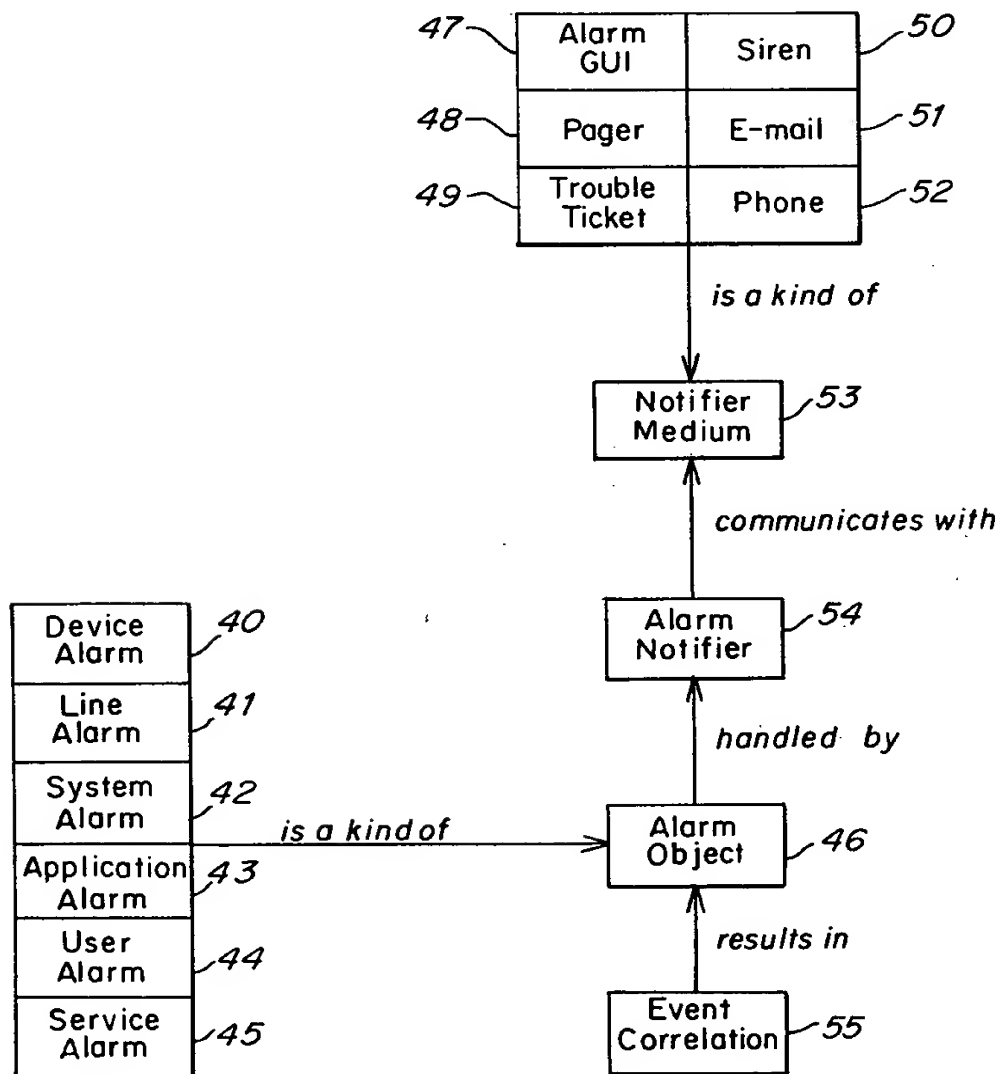 47
Alarm
GUI
Siren
50
48
Pager
E-mail
51
49
Trouble
Ticket
Phone
52
is a kind of
Notifier
Medium
53
communicates with
Alarm
Notifier
54
handled by
Device
Alarm
40
Line
Alarm
41
System
Alarm
42
Application
Alarm
43
User
Alarm
44
Service
Alarm
45
is a kind of
Alarm
Object
46
results in
Event
Correlation
55